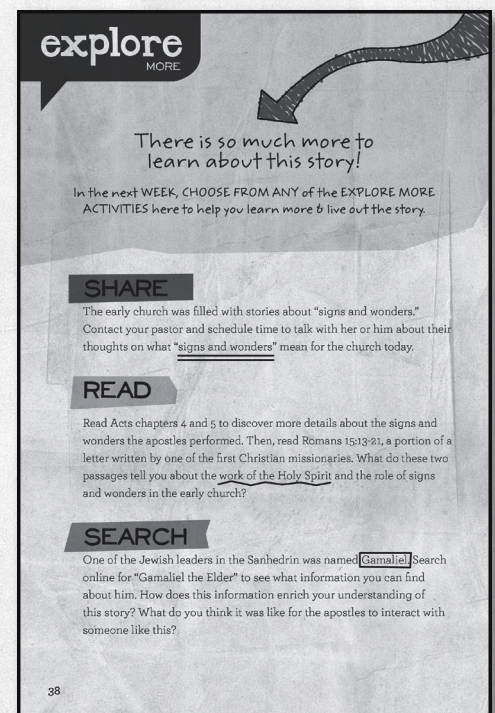 explore
MORE
There is so much more to
learn about this story!
In the next WEEK, CHOOSE FROM ANY of the EXPLORE MORE
ACTIVITIES here to help you learn more & live out the story.
SHARE
The early church was filled with stories about “signs and wonders.”
Contact your pastor and schedule time to talk with her or him about their
thoughts on what “signs and wonders” mean for the church today.
READ
Read Acts chapters 4 and 5 to discover more details about the signs and
wonders the apostles performed. Then, read Romans 15:13-21, a portion of a
letter written by one of the first Christian missionaries. What do these two
passages tell you about the work of the Holy Spirit and the role of signs
and wonders in the early church?
SEARCH
One of the Jewish leaders in the Sanhedrin was named Gamaliel. Search
online for “Gamaliel the Elder” to see what information you can find
about him. How does this information enrich your understanding of
this story? What do you think it was like for the apostles to interact with
someone like this?
38